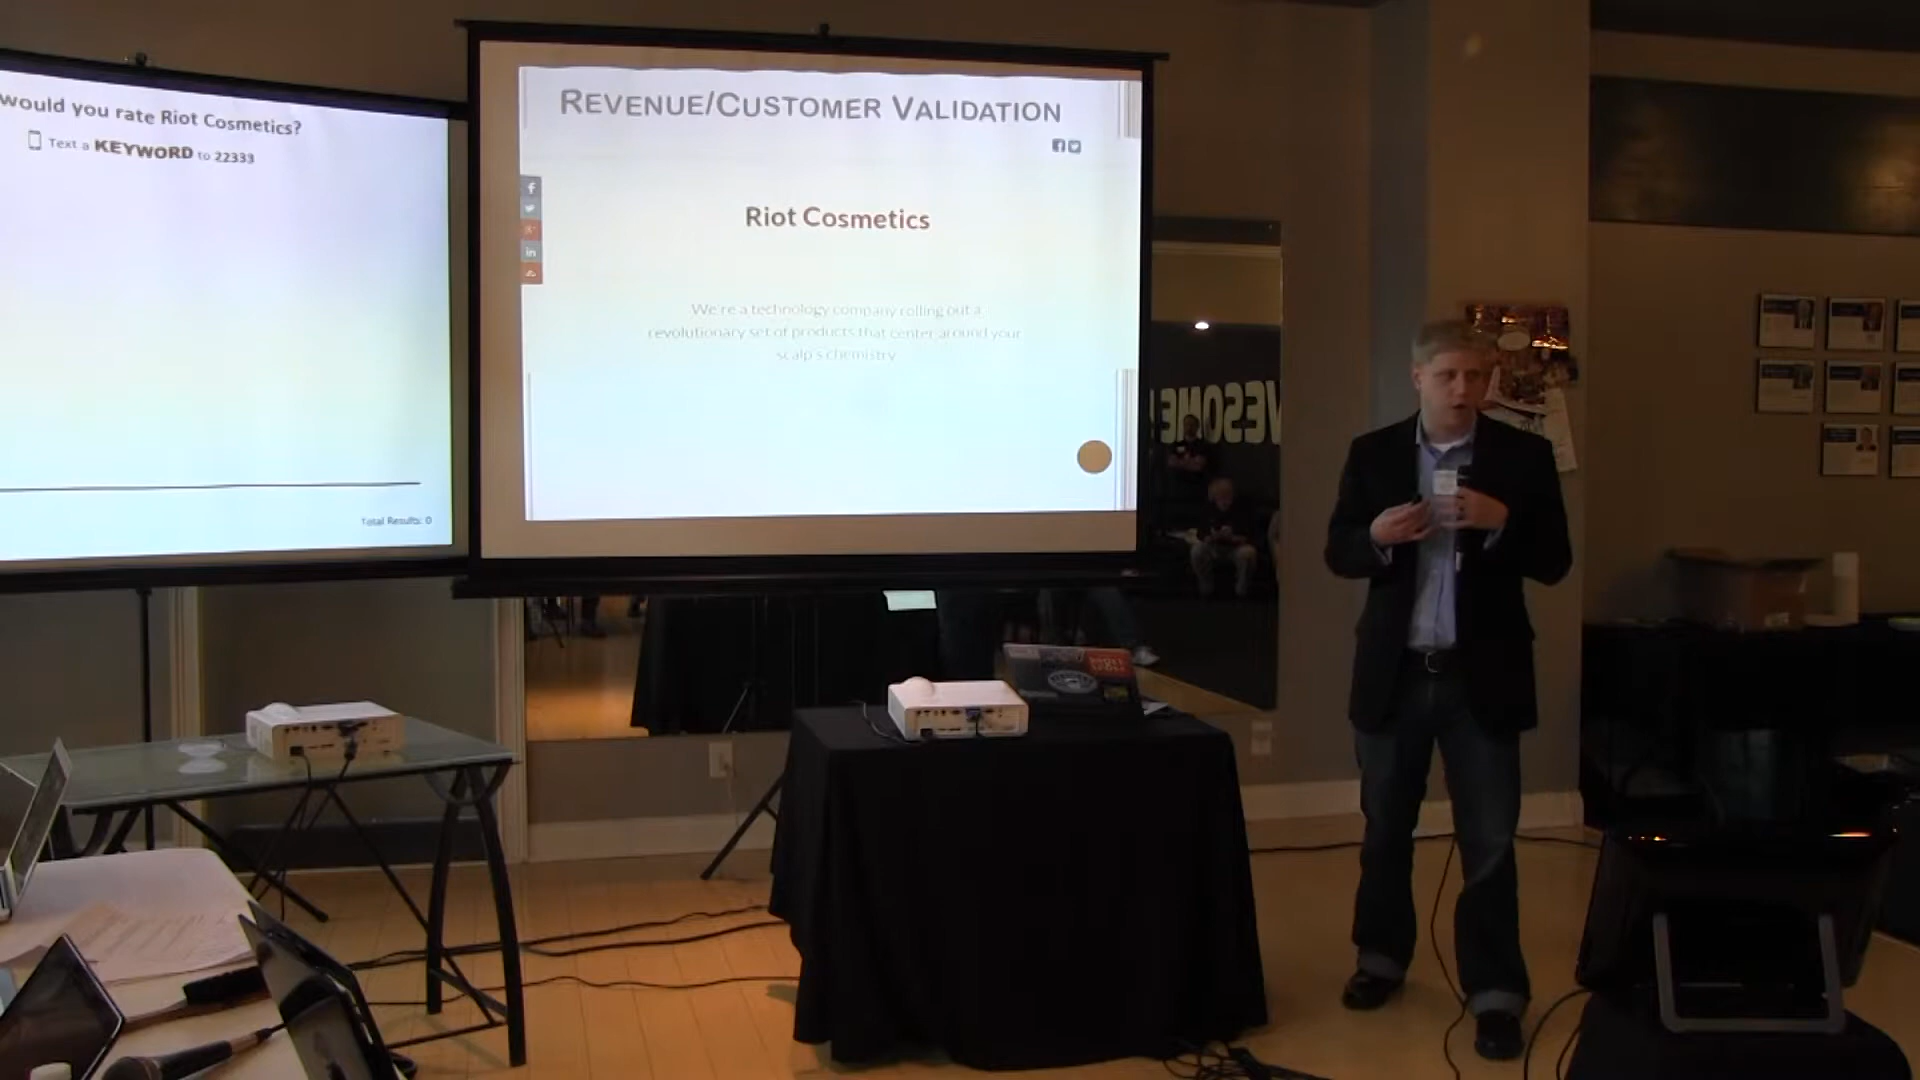 would you rate Riot Cosmetics?
Text a KEYWORD to 22333
Total Results: 0
REVENUE/CUSTOMER VALIDATION
Riot Cosmetics
We're a technology company rolling out a
revolutionary set of products that center around your
scalp's chemistry
AWESOME